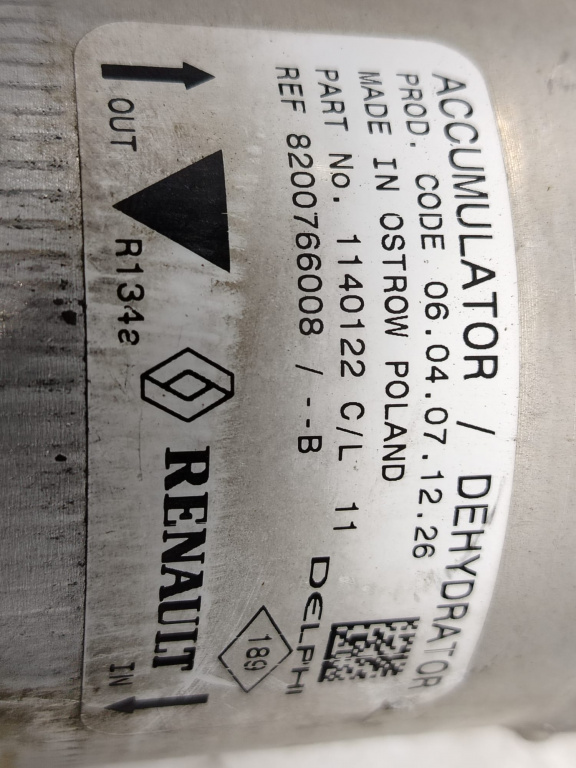 ACCUMULATOR / DEHYDRATOR
PROD. CODE 06.04.07.12.26
MADE IN OSTROW POLAND
PART No. 1140122 C/L 11
REF 8200766008 /--B
DELPHI
189
OUT
R134a
RENAULT
IN